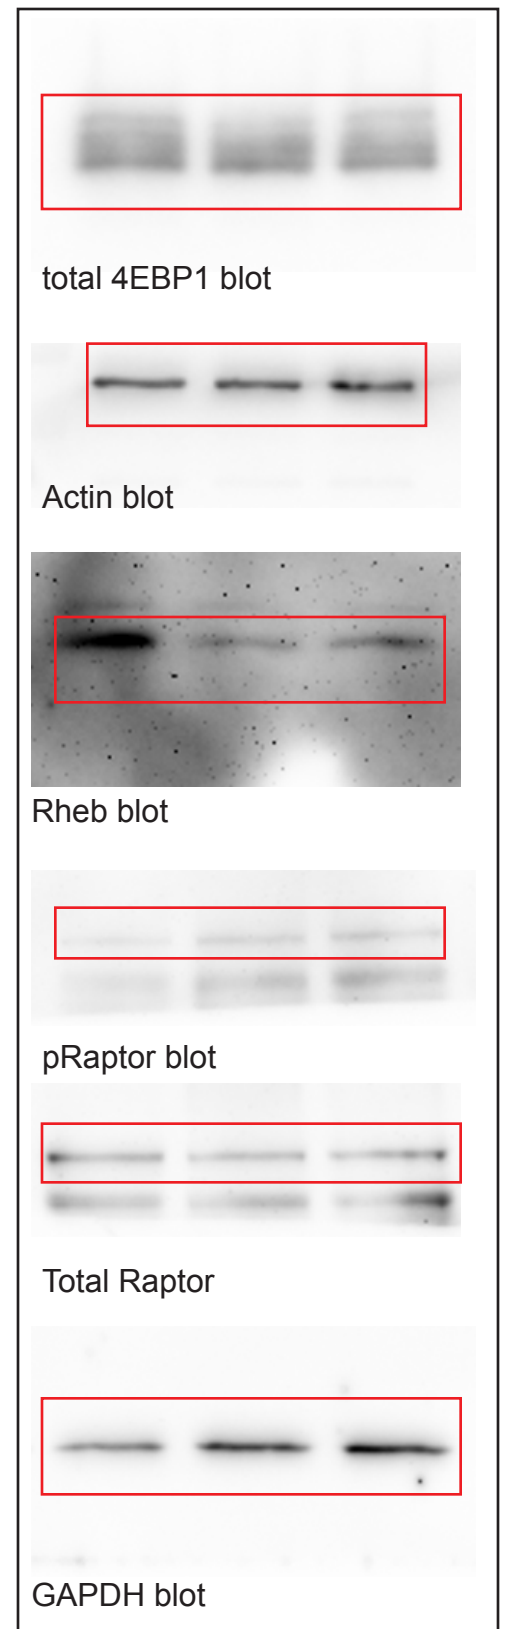 total 4EBP1 blot
Actin blot
Rheb blot
pRaptor blot
Total Raptor
GAPDH blot